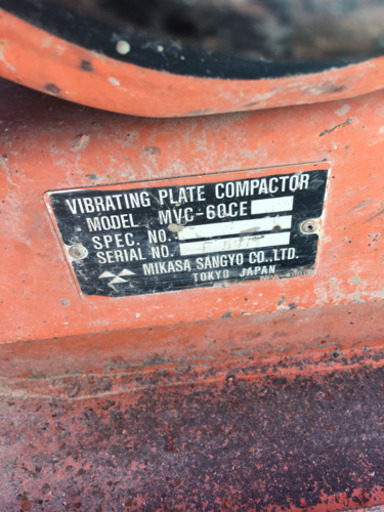 VIBRATING PLATE COMPACTOR
MODEL MVC-60CE
SPEC. NO.
SERIAL NO.
MIKASA SANGYO CO.,LTD.
TOKYO JAPAN